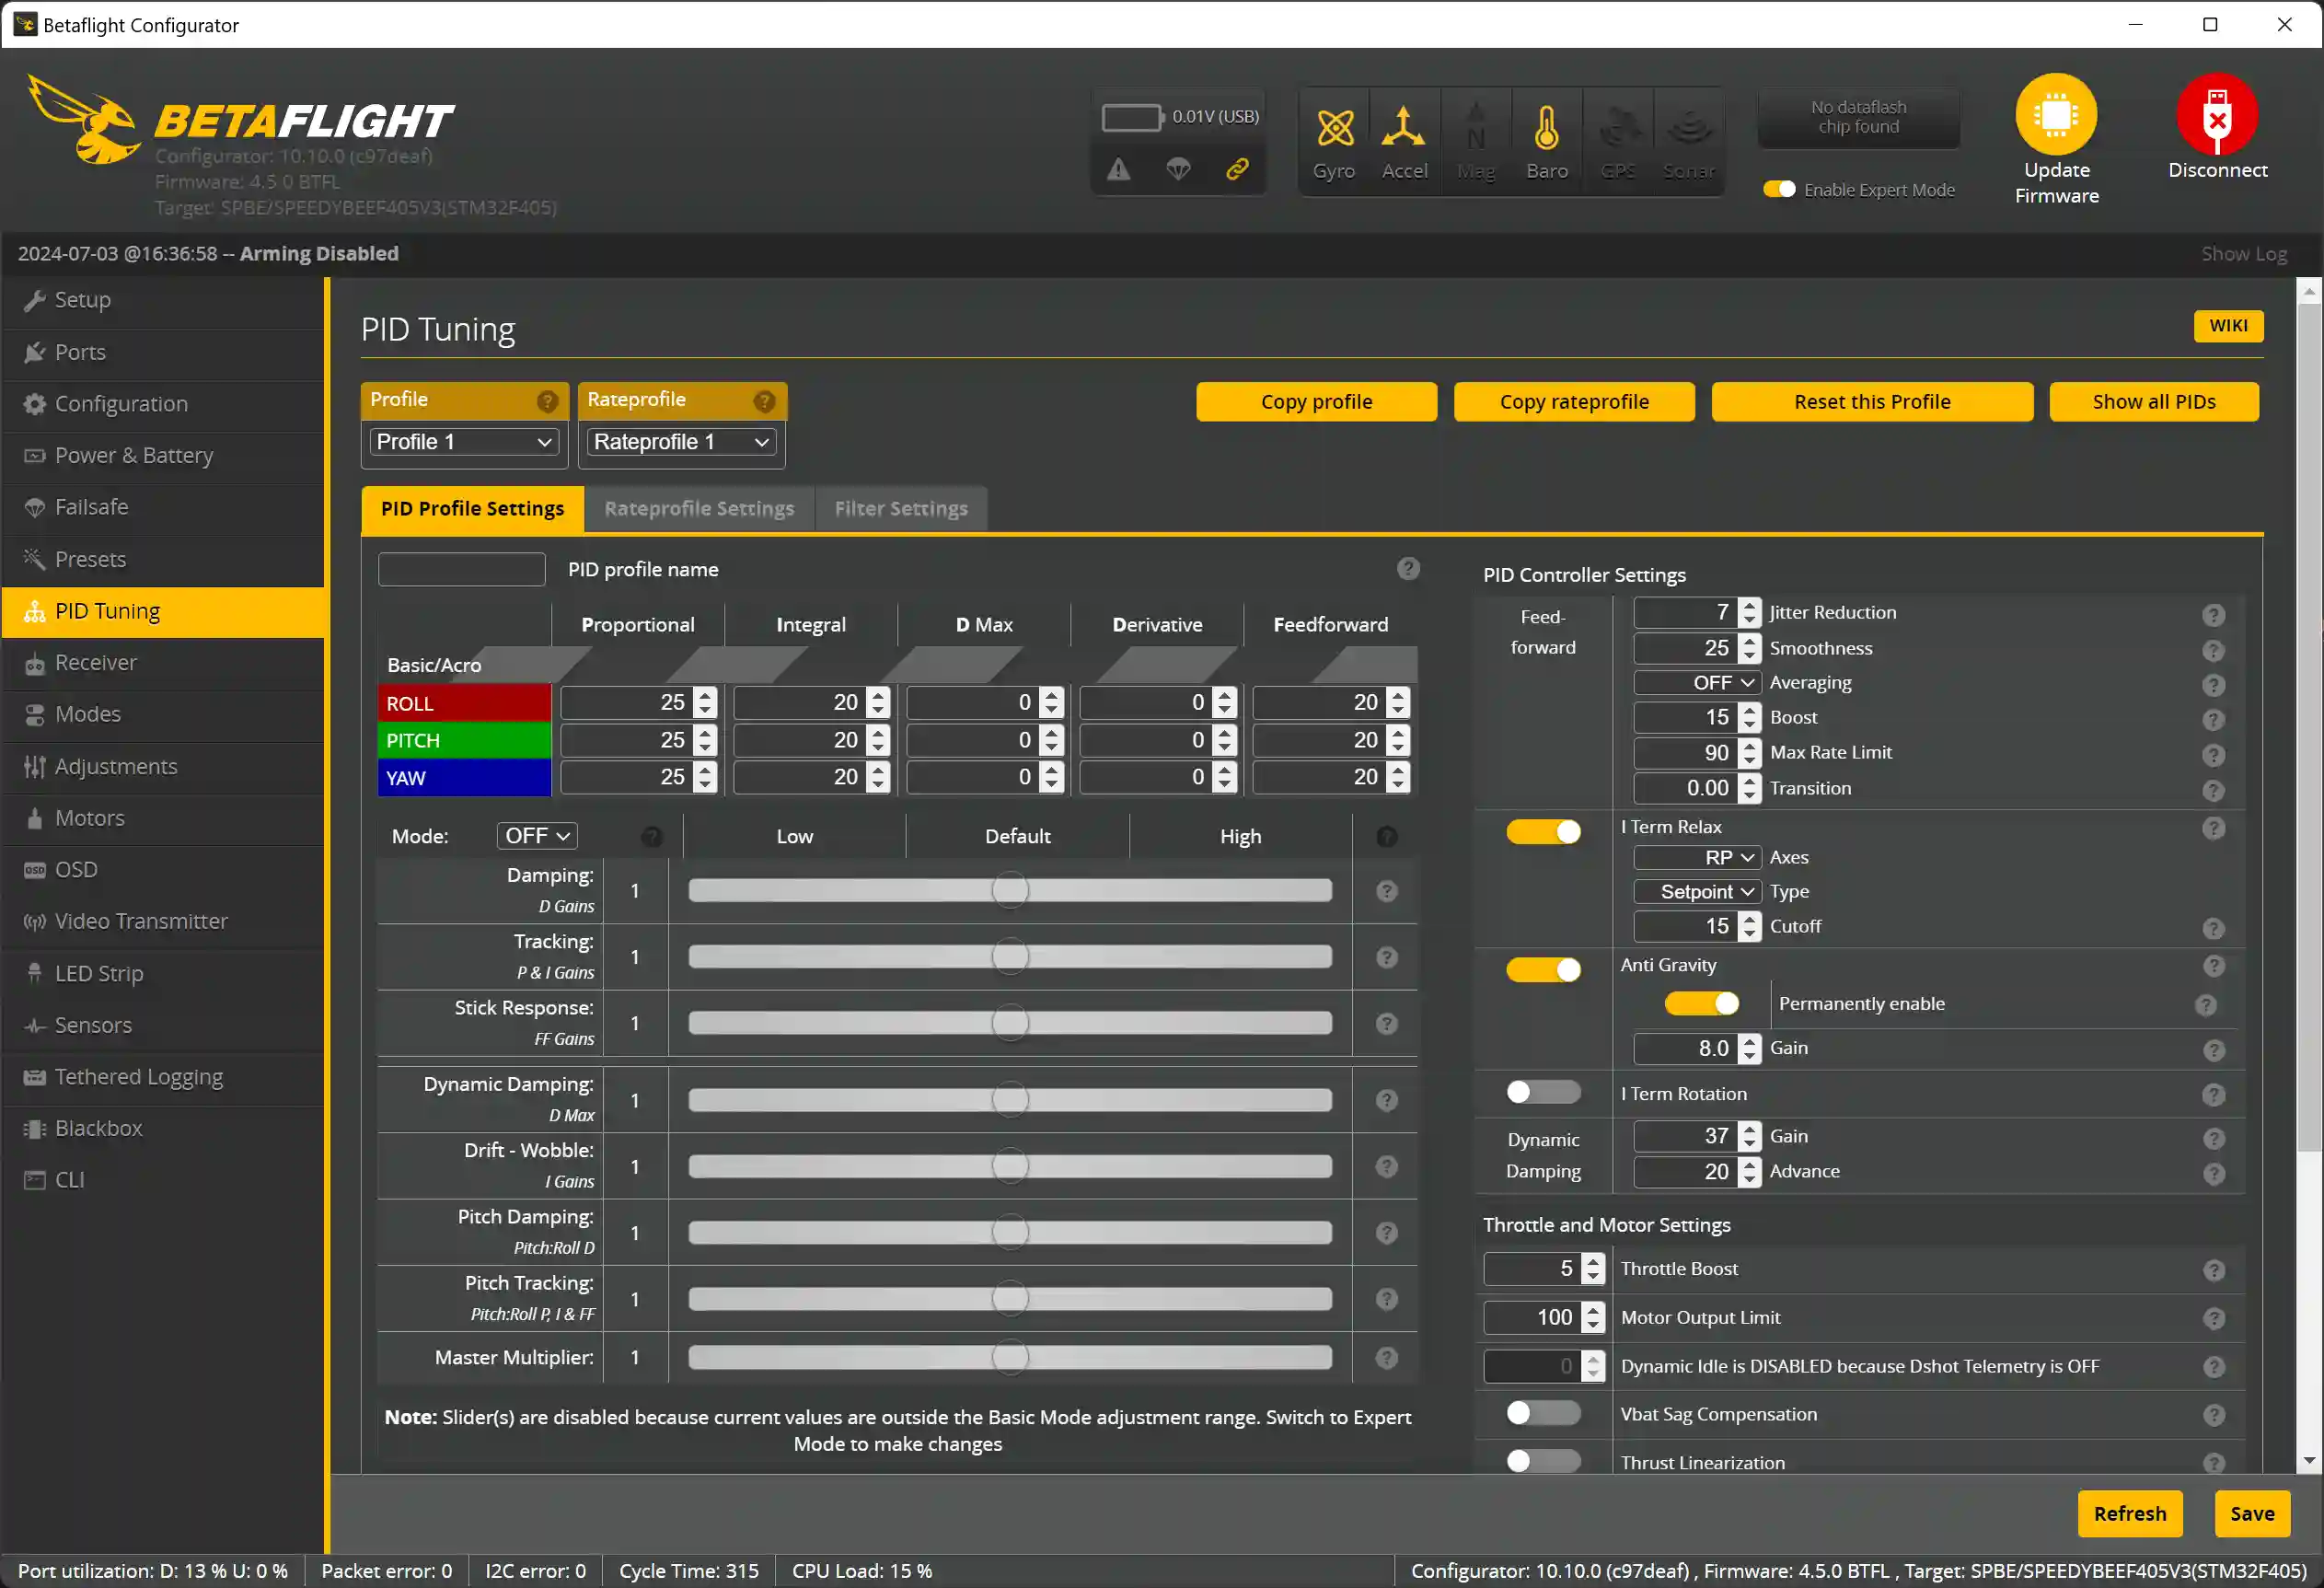 Betaflight Configurator
BETAFLIGHT
Configurator: 10.10.0 (c97deaf)
Firmware: 4.5.0 BTFL
Target: SPBE/SPEEDYBEEF405V3(STM32F405)
0.01V (USB)
Gyro
Accel
Mag
Baro
GPS
Sonar
No dataflash
chip found
Enable Expert Mode
Update
Firmware
Disconnect
2024-07-03 @16:36:58 -- Arming Disabled
Show Log
Setup
Ports
Configuration
Power & Battery
Failsafe
Presets
PID Tuning
Receiver
Modes
Adjustments
Motors
OSD
Video Transmitter
LED Strip
Sensors
Tethered Logging
Blackbox
CLI
PID Tuning
WIKI
Profile
Profile 1
Rateprofile
Rateprofile 1
Copy profile
Copy rateprofile
Reset this Profile
Show all PIDs
PID Profile Settings
Rateprofile Settings
Filter Settings
PID profile name
Proportional Integral D Max Derivative Feedforward
Basic/Acro
ROLL 25 20 0 0 20
PITCH 25 20 0 0 20
YAW 25 20 0 0 20
Mode: OFF Low Default High
Damping: 1
D Gains
Tracking: 1
P & I Gains
Stick Response: 1
FF Gains
Dynamic Damping: 1
D Max
Drift - Wobble: 1
I Gains
Pitch Damping: 1
Pitch:Roll D
Pitch Tracking: 1
Pitch:Roll P, I & FF
Master Multiplier: 1
Note: Slider(s) are disabled because current values are outside the Basic Mode adjustment range. Switch to Expert
Mode to make changes
PID Controller Settings
Feed-
forward
7 Jitter Reduction
25 Smoothness
OFF Averaging
15 Boost
90 Max Rate Limit
0.00 Transition
I Term Relax
RP Axes
Setpoint Type
15 Cutoff
Anti Gravity
Permanently enable
8.0 Gain
I Term Rotation
Dynamic
Damping
37 Gain
20 Advance
Throttle and Motor Settings
5 Throttle Boost
100 Motor Output Limit
0 Dynamic Idle is DISABLED because Dshot Telemetry is OFF
Vbat Sag Compensation
Thrust Linearization
Refresh
Save
Port utilization: D: 13 % U: 0 %
Packet error: 0
I2C error: 0
Cycle Time: 315
CPU Load: 15 %
Configurator: 10.10.0 (c97deaf) , Firmware: 4.5.0 BTFL , Target: SPBE/SPEEDYBEEF405V3(STM32F405)